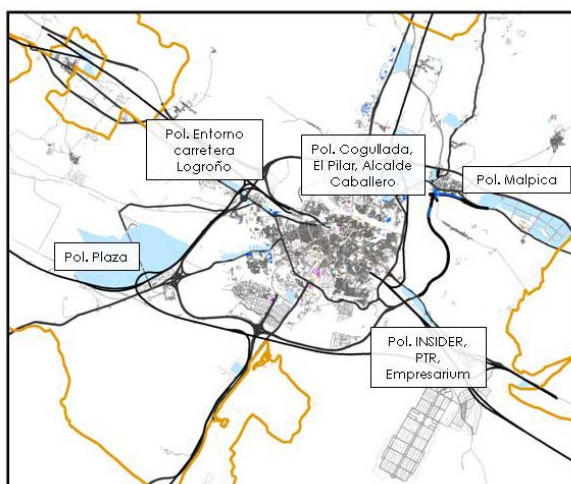 Pol. Entorno
carretera
Logroño
Pol. Cogullada,
El Pilar, Alcalde
Caballero
Pol. Malpica
Pol. Plaza
Pol. INSIDER,
PTR,
Empresarium